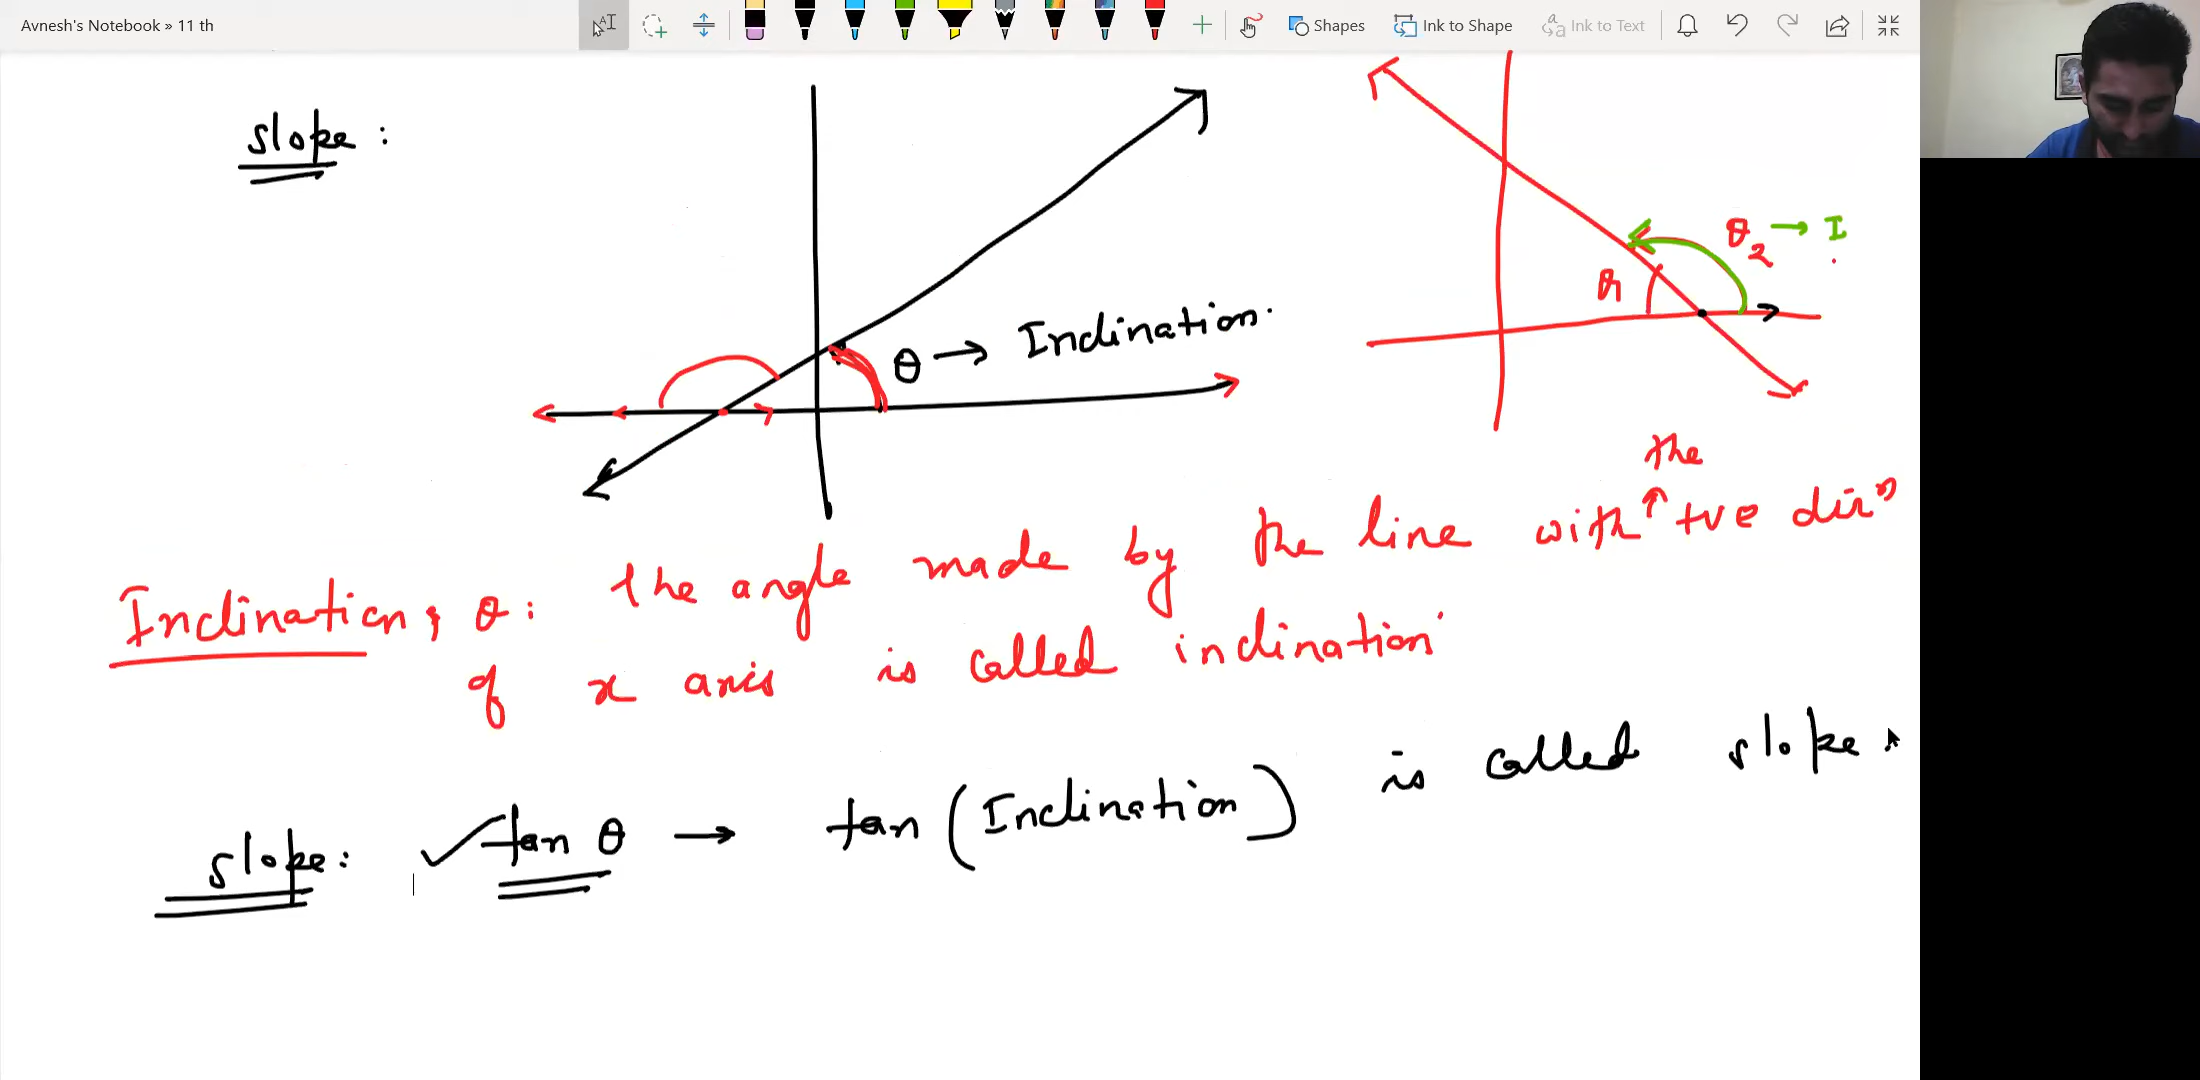 Avnesh's Notebook » 11 th
Shapes
Ink to Shape
Ink to Text
slope :
θ → Inclination.
θ₁
θ₂ → I
the
Inclination, θ: the angle made by the line with +ve dirⁿ
of x axis is called inclination
slope: tan θ → tan (Inclination) is called slope